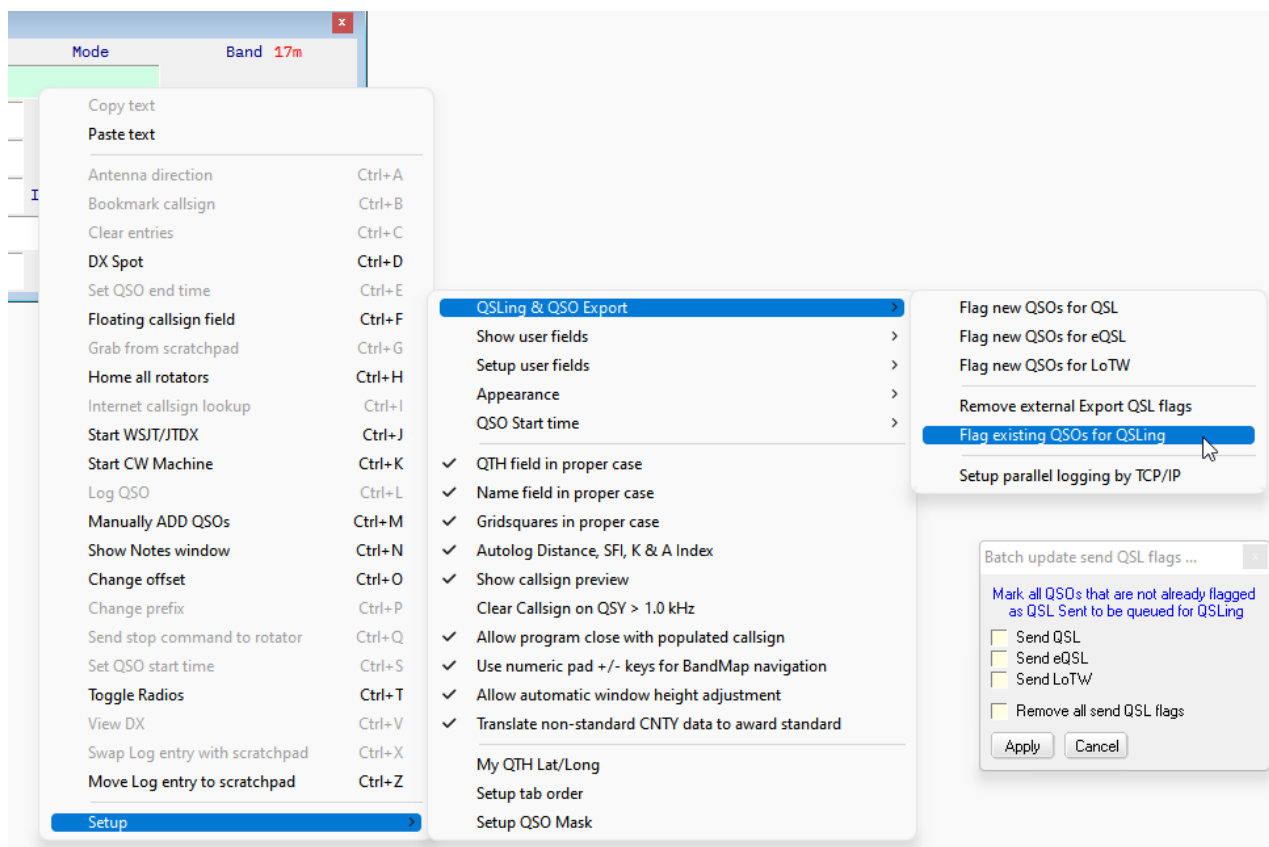 x
Mode Band 17m
I
Copy text
Paste text
Antenna direction Ctrl+A
Bookmark callsign Ctrl+B
Clear entries Ctrl+C
DX Spot Ctrl+D
Set QSO end time Ctrl+E
Floating callsign field Ctrl+F
Grab from scratchpad Ctrl+G
Home all rotators Ctrl+H
Internet callsign lookup Ctrl+I
Start WSJT/JTDX Ctrl+J
Start CW Machine Ctrl+K
Log QSO Ctrl+L
Manually ADD QSOs Ctrl+M
Show Notes window Ctrl+N
Change offset Ctrl+O
Change prefix Ctrl+P
Send stop command to rotator Ctrl+Q
Set QSO start time Ctrl+S
Toggle Radios Ctrl+T
View DX Ctrl+V
Swap Log entry with scratchpad Ctrl+X
Move Log entry to scratchpad Ctrl+Z
Setup
QSLing & QSO Export
Show user fields
Setup user fields
Appearance
QSO Start time
QTH field in proper case
Name field in proper case
Gridsquares in proper case
Autolog Distance, SFI, K & A Index
Show callsign preview
Clear Callsign on QSY > 1.0 kHz
Allow program close with populated callsign
Use numeric pad +/- keys for BandMap navigation
Allow automatic window height adjustment
Translate non-standard CNTY data to award standard
My QTH Lat/Long
Setup tab order
Setup QSO Mask
Flag new QSOs for QSL
Flag new QSOs for eQSL
Flag new QSOs for LoTW
Remove external Export QSL flags
Flag existing QSOs for QSLing
Setup parallel logging by TCP/IP
Batch update send QSL flags ... x
Mark all QSOs that are not already flagged
as QSL Sent to be queued for QSLing
Send QSL
Send eQSL
Send LoTW
Remove all send QSL flags
Apply Cancel